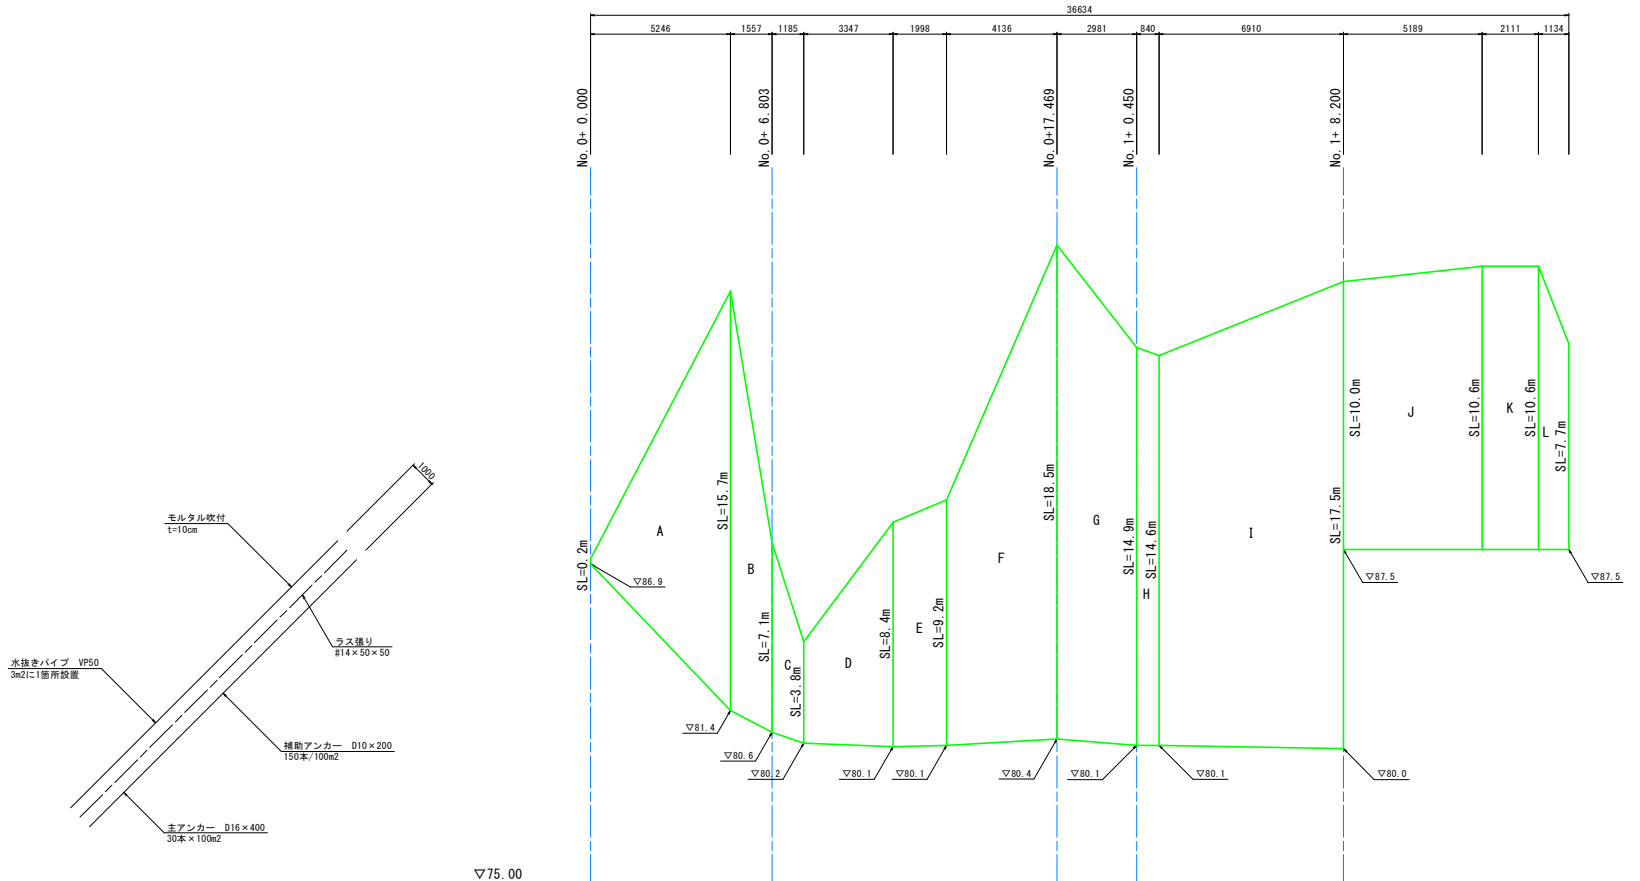 36634
5246 1557 1185 3347 1998 4136 2981 840 6910 5189 2111 1134
No. 0+ 0.000
No. 0+ 6.803
No. 0+17.469
No. 1+ 0.450
No. 1+ 8.200
SL=0.2m
SL=15.7m
SL=7.1m
SL=3.8m
SL=8.4m
SL=9.2m
SL=18.5m
SL=14.9m
SL=14.6m
SL=17.5m
SL=10.0m
SL=10.6m
SL=10.6m
SL=7.7m
A
B
C
D
E
F
G
H
I
J
K
L
▽86.9
▽81.4
▽80.6
▽80.2
▽80.1
▽80.1
▽80.4
▽80.1
▽80.1
▽80.0
▽87.5
▽87.5
1000
モルタル吹付
t=10cm
ラス張り
#14×50×50
水抜きパイプ VP50
3m2に1箇所設置
補助アンカー D10×200
150本/100m2
主アンカー D16×400
30本×100m2
▽75.00